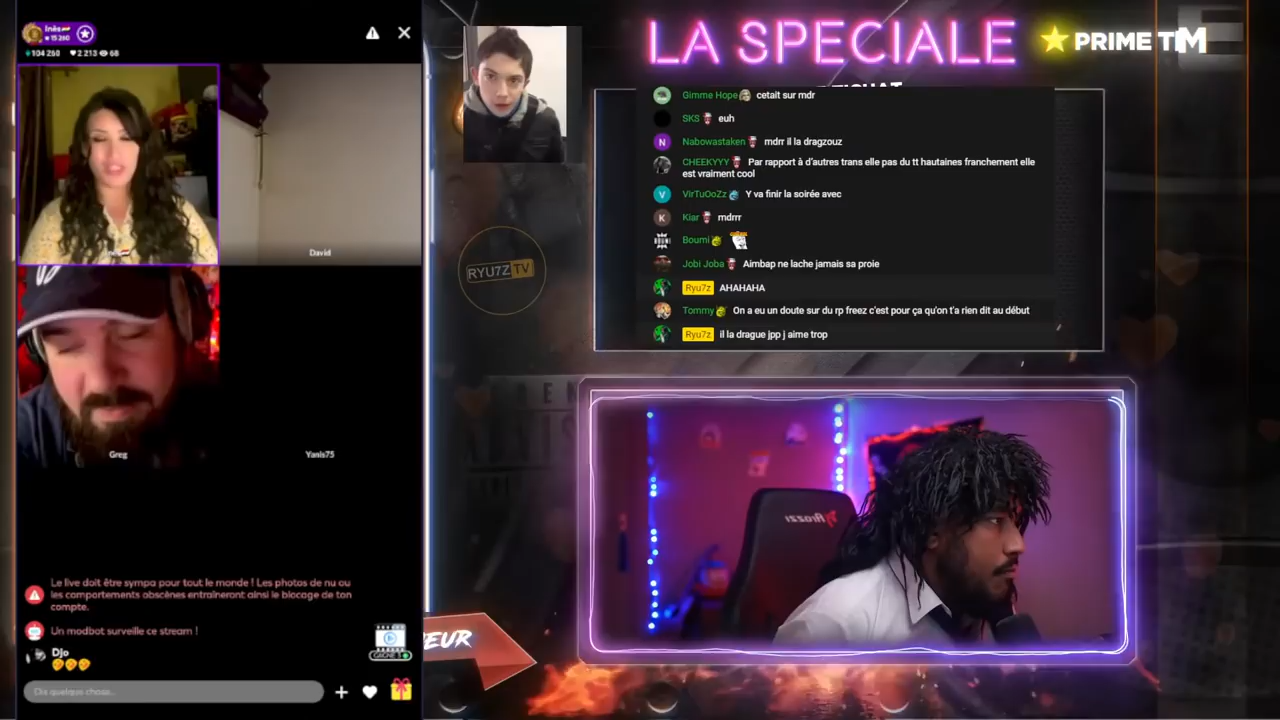 Inès
15 260
104 268 2 213 68
David
Greg
Yanis75
Le live doit être sympa pour tout le monde ! Les photos de nu ou
les comportements obscènes entraîneront ainsi le blocage de ton
compte.
Un modbot surveille ce stream !
Djo
GAGNE
Dis quelque chose...
LA SPECIALE
PRIME TM
Gimme Hope cetait sur mdr
SKS euh
Nabowastaken mdrr il la dragzouz
CHEEKYYY Par rapport à d'autres trans elle pas du tt hautaines franchement elle
est vraiment cool
VirTuOoZz Y va finir la soirée avec
Kiar mdrrr
Boumi
Jobi Joba Aimbap ne lache jamais sa proie
Ryu7z AHAHAHA
Tommy On a eu un doute sur du rp freez c'est pour ça qu'on t'a rien dit au début
Ryu7z il la drague jpp j aime trop
RYU7Z TV
Arozzi
EUR